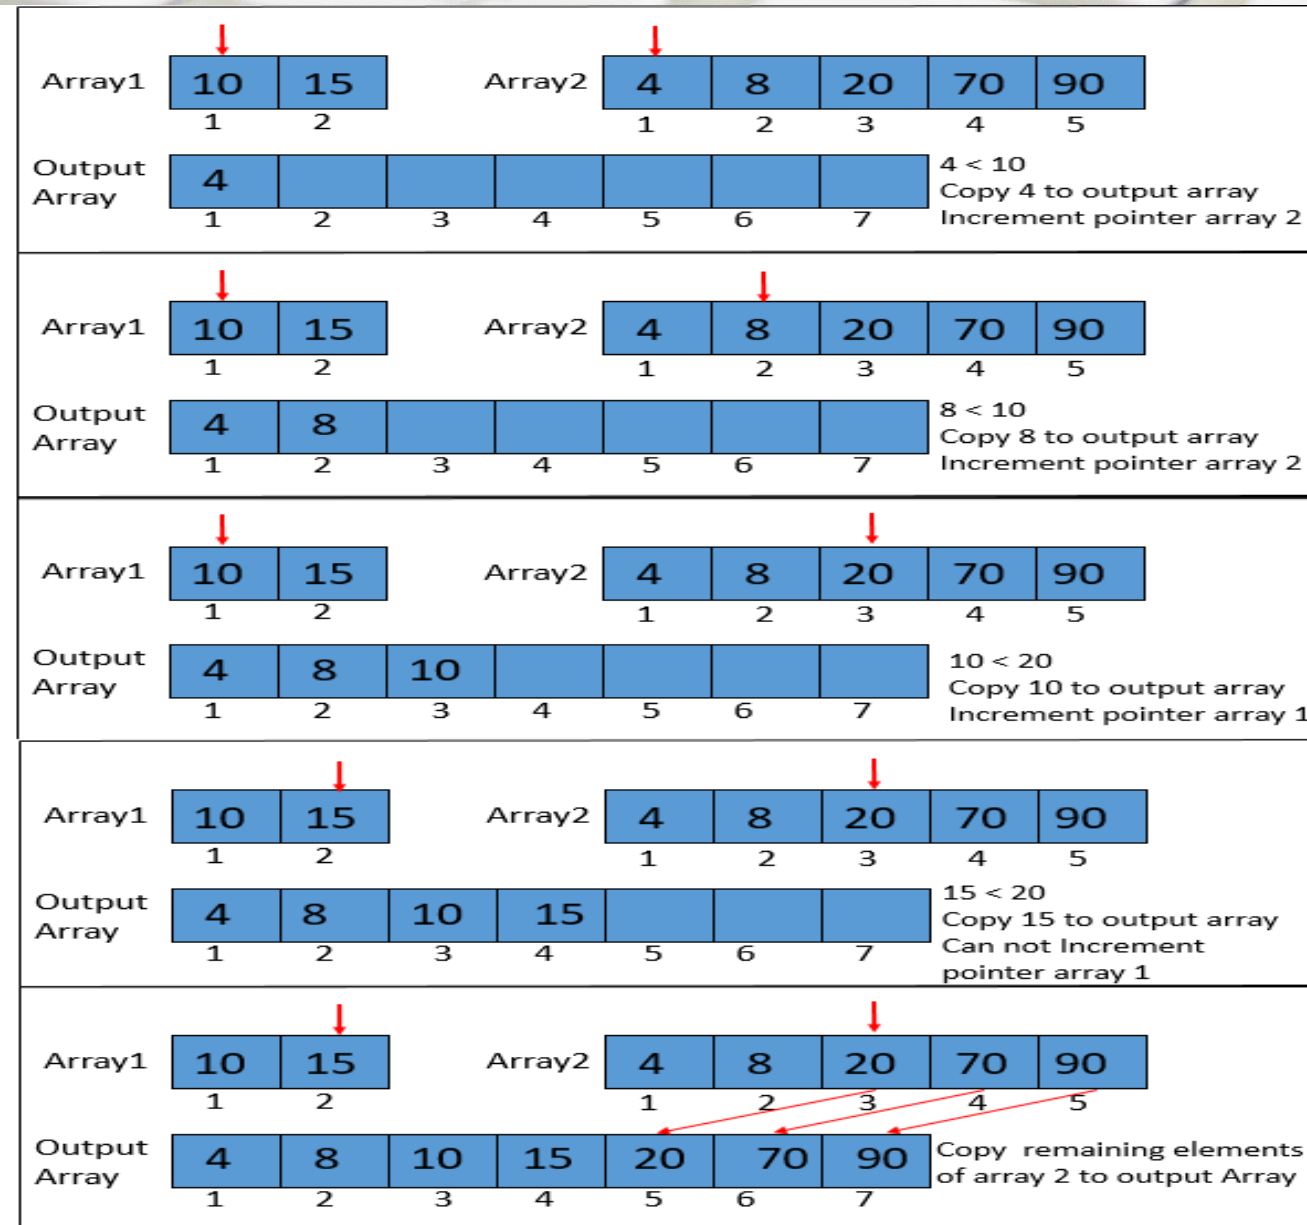 Array1 10 15 Array2 4 8 20 70 90
1 2 1 2 3 4 5
Output
Array
4
1 2 3 4 5 6 7
4 < 10
Copy 4 to output array
Increment pointer array 2
Array1 10 15 Array2 4 8 20 70 90
1 2 1 2 3 4 5
Output
Array
4 8
1 2 3 4 5 6 7
8 < 10
Copy 8 to output array
Increment pointer array 2
Array1 10 15 Array2 4 8 20 70 90
1 2 1 2 3 4 5
Output
Array
4 8 10
1 2 3 4 5 6 7
10 < 20
Copy 10 to output array
Increment pointer array 1
Array1 10 15 Array2 4 8 20 70 90
1 2 1 2 3 4 5
Output
Array
4 8 10 15
1 2 3 4 5 6 7
15 < 20
Copy 15 to output array
Can not Increment
pointer array 1
Array1 10 15 Array2 4 8 20 70 90
1 2 1 2 3 4 5
Output
Array
4 8 10 15 20 70 90
1 2 3 4 5 6 7
Copy remaining elements
of array 2 to output Array